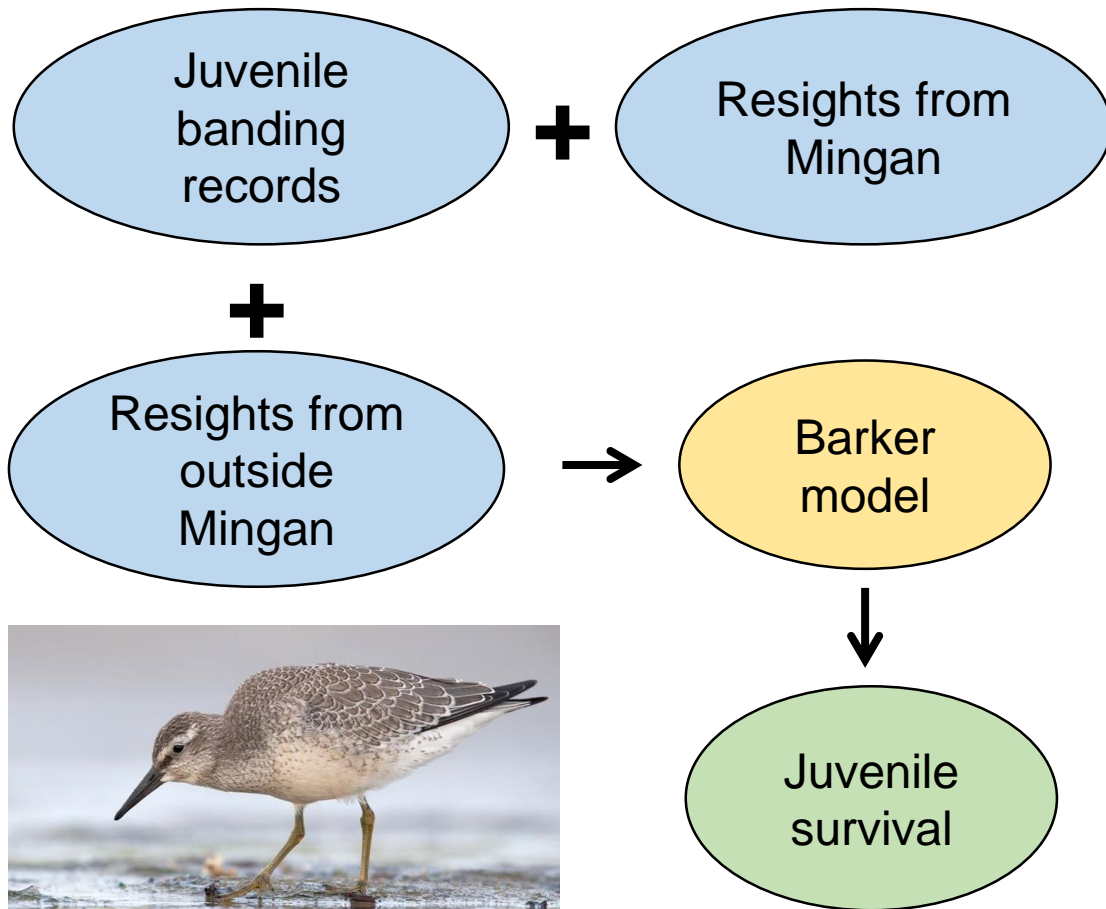 Juvenile
banding
records
+
Resights from
Mingan
+
Resights from
outside
Mingan
Barker
model
Juvenile
survival